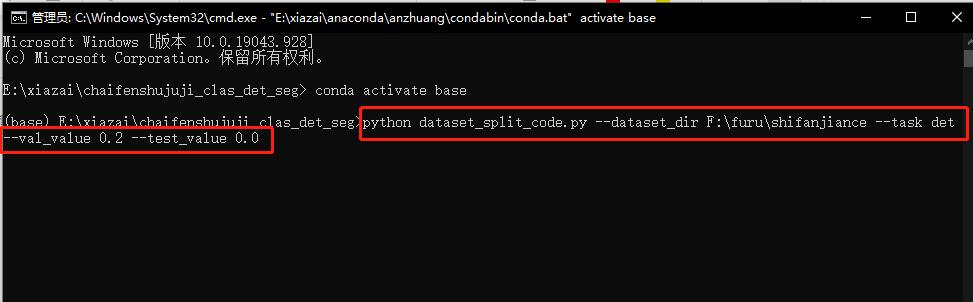 管理员: C:\Windows\System32\cmd.exe - "E:\xiazai\anaconda\anzhuang\condabin\conda.bat" activate base
Microsoft Windows [版本 10.0.19043.928]
(c) Microsoft Corporation。保留所有权利。
E:\xiazai\chaifenshujuji_clas_det_seg> conda activate base
(base) E:\xiazai\chaifenshujuji_clas_det_seg>python dataset_split_code.py --dataset_dir F:\furu\shifanjiance --task det
--val_value 0.2 --test_value 0.0